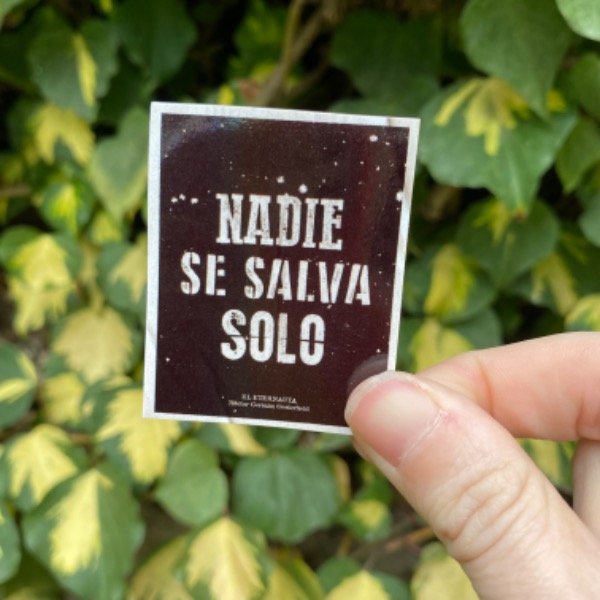 NADIE
SE SALVA
SOLO
EL ETERNAUTA
Héctor Germán Oesterheld